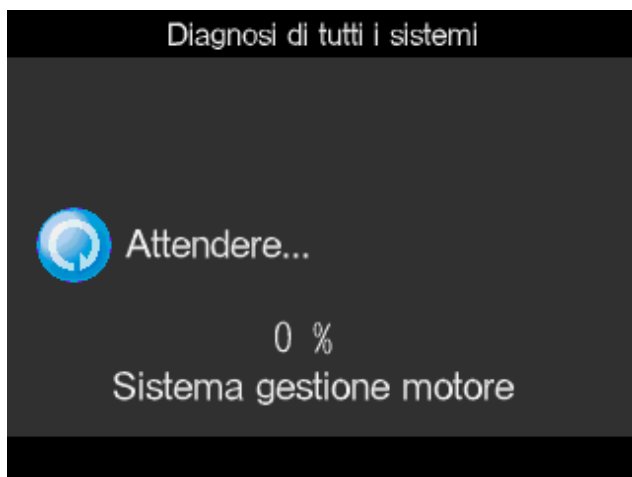 Diagnosi di tutti i sistemi
Attendere...
0 %
Sistema gestione motore